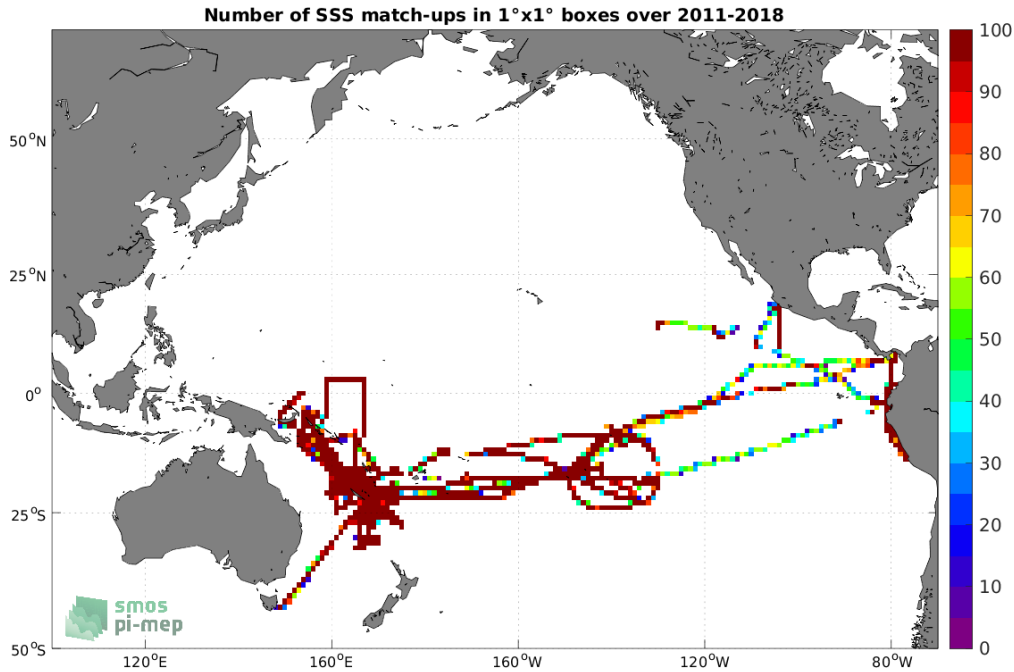 Number of SSS match-ups in 1°x1° boxes over 2011-2018
100
90
80
70
60
50
40
30
20
10
0
50°N
25°N
0°
25°S
50°S
120°E
160°E
160°W
120°W
80°W
smos
pi-mep